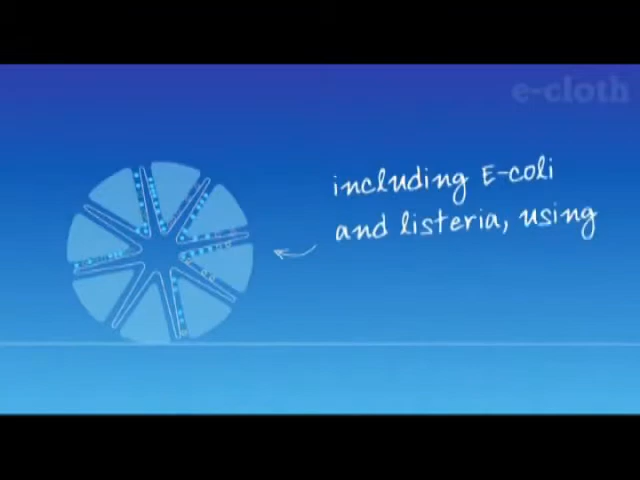 e-cloth
including E-coli
and listeria, using